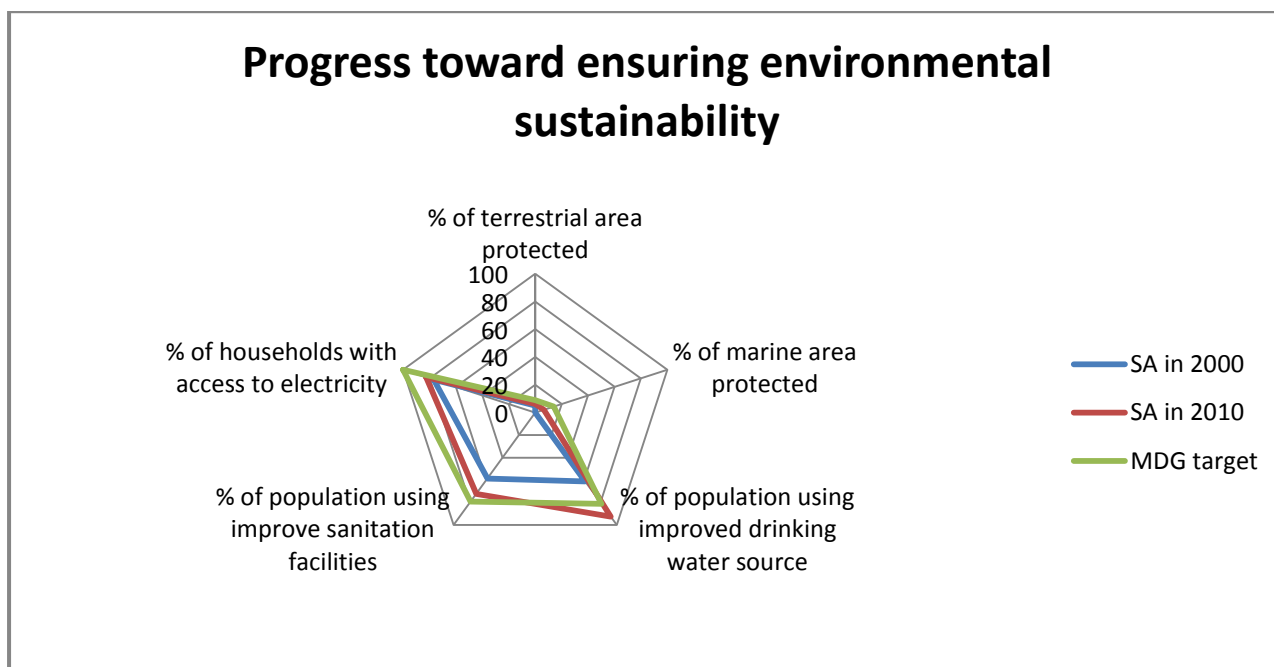 Progress toward ensuring environmental
sustainability
% of terrestrial area
protected
100
80
60
40
20
0
% of marine area
protected
% of population using
improved drinking
water source
% of population using
improve sanitation
facilities
% of households with
access to electricity
SA in 2000
SA in 2010
MDG target